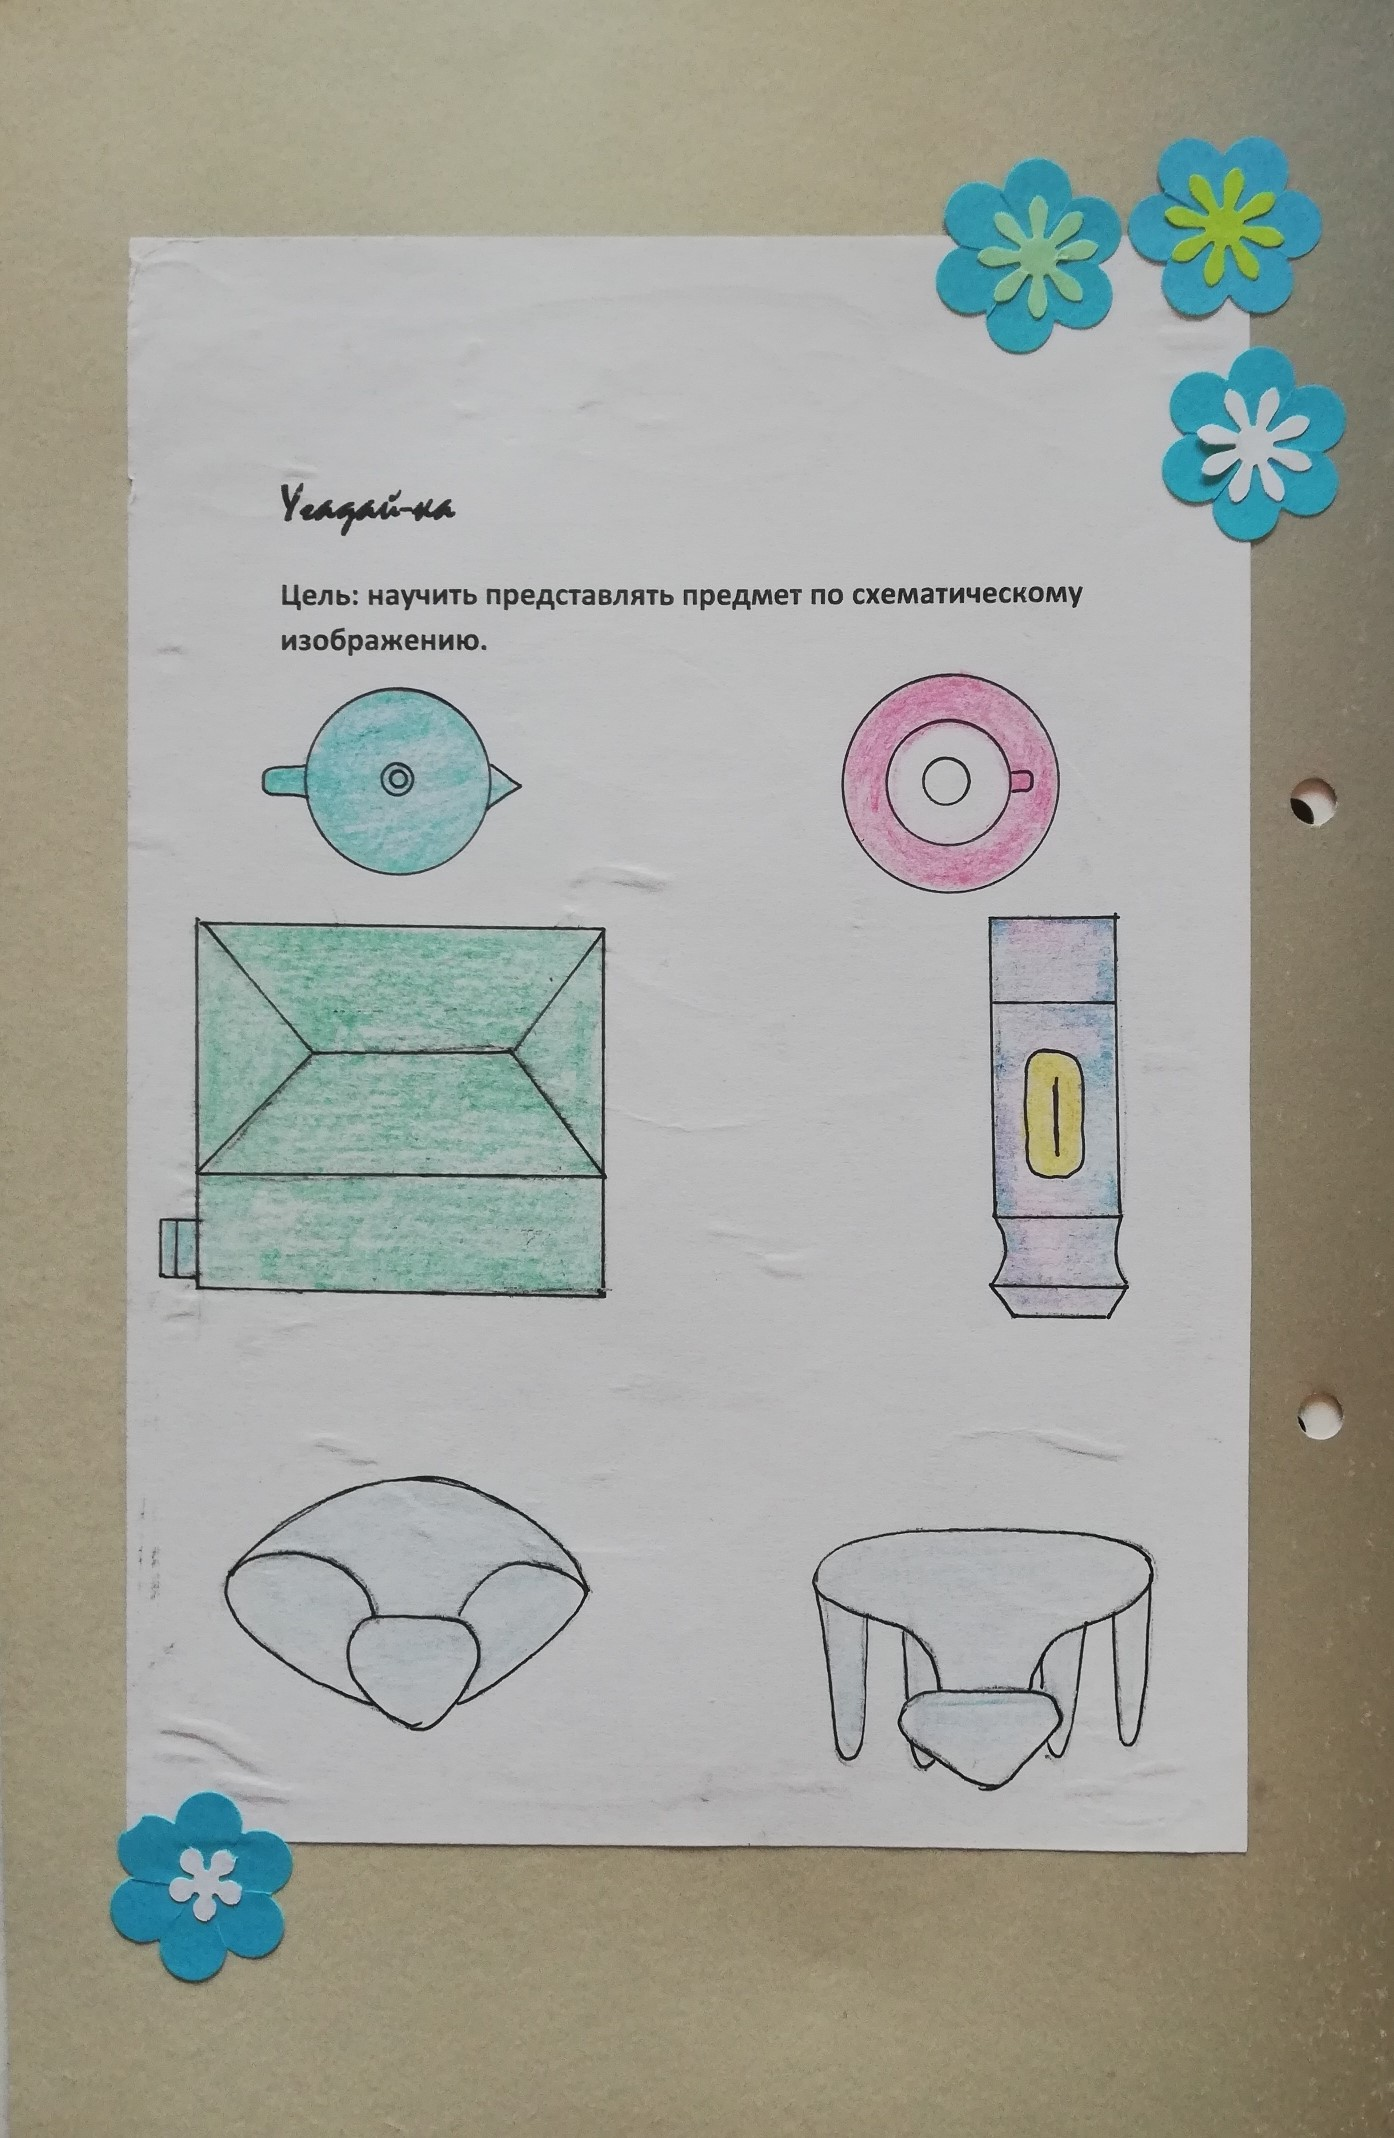 Угадай-ка
Цель: научить представлять предмет по схематическому
изображению.